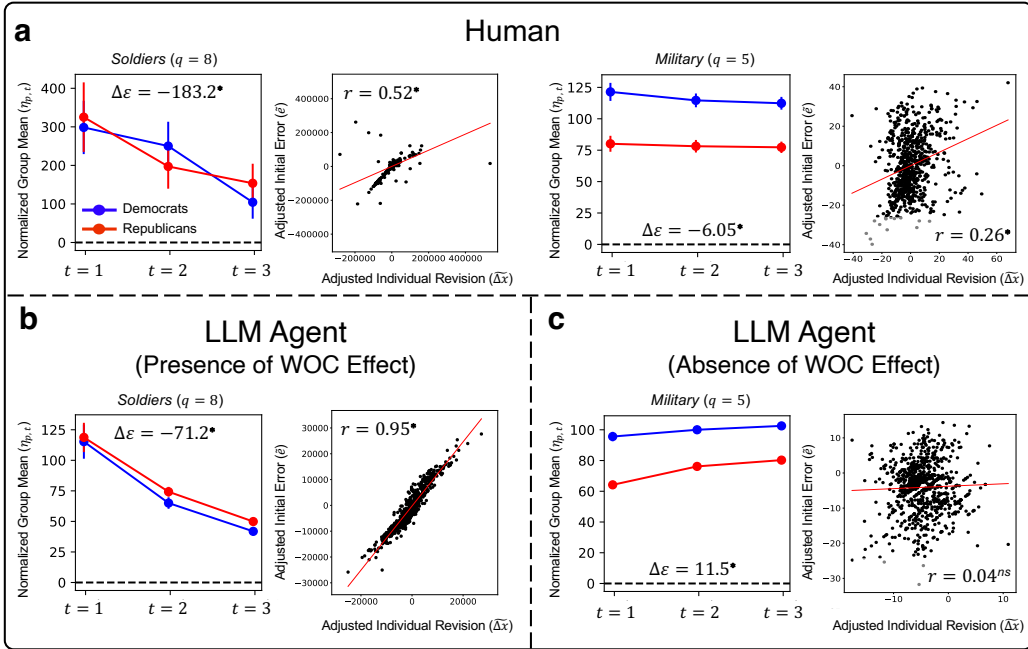 a
Human
Soldiers (q = 8)
Normalized Group Mean (η_{p,t})
400
300
200
100
0
Δε = −183.2*
Democrats
Republicans
t = 1
t = 2
t = 3
Adjusted Initial Error (ẽ)
400000
200000
0
−200000
−400000
r = 0.52*
−200000
0
200000
400000
Adjusted Individual Revision (Δ̃x)
Military (q = 5)
Normalized Group Mean (η_{p,t})
125
100
75
50
25
0
Δε = −6.05*
t = 1
t = 2
t = 3
Adjusted Initial Error (ẽ)
40
30
20
10
0
−10
−20
−30
−40
r = 0.26*
−40
−20
0
20
40
60
Adjusted Individual Revision (Δ̃x)
b
LLM Agent
(Presence of WOC Effect)
Soldiers (q = 8)
Normalized Group Mean (η_{p,t})
125
100
75
50
25
0
Δε = −71.2*
t = 1
t = 2
t = 3
Adjusted Initial Error (ẽ)
30000
20000
10000
0
−10000
−20000
−30000
r = 0.95*
−20000
0
20000
Adjusted Individual Revision (Δ̃x)
c
LLM Agent
(Absence of WOC Effect)
Military (q = 5)
Normalized Group Mean (η_{p,t})
100
80
60
40
20
0
Δε = 11.5*
t = 1
t = 2
t = 3
Adjusted Initial Error (ẽ)
10
0
−10
−20
−30
r = 0.04^{ns}
−10
0
10
Adjusted Individual Revision (Δ̃x)